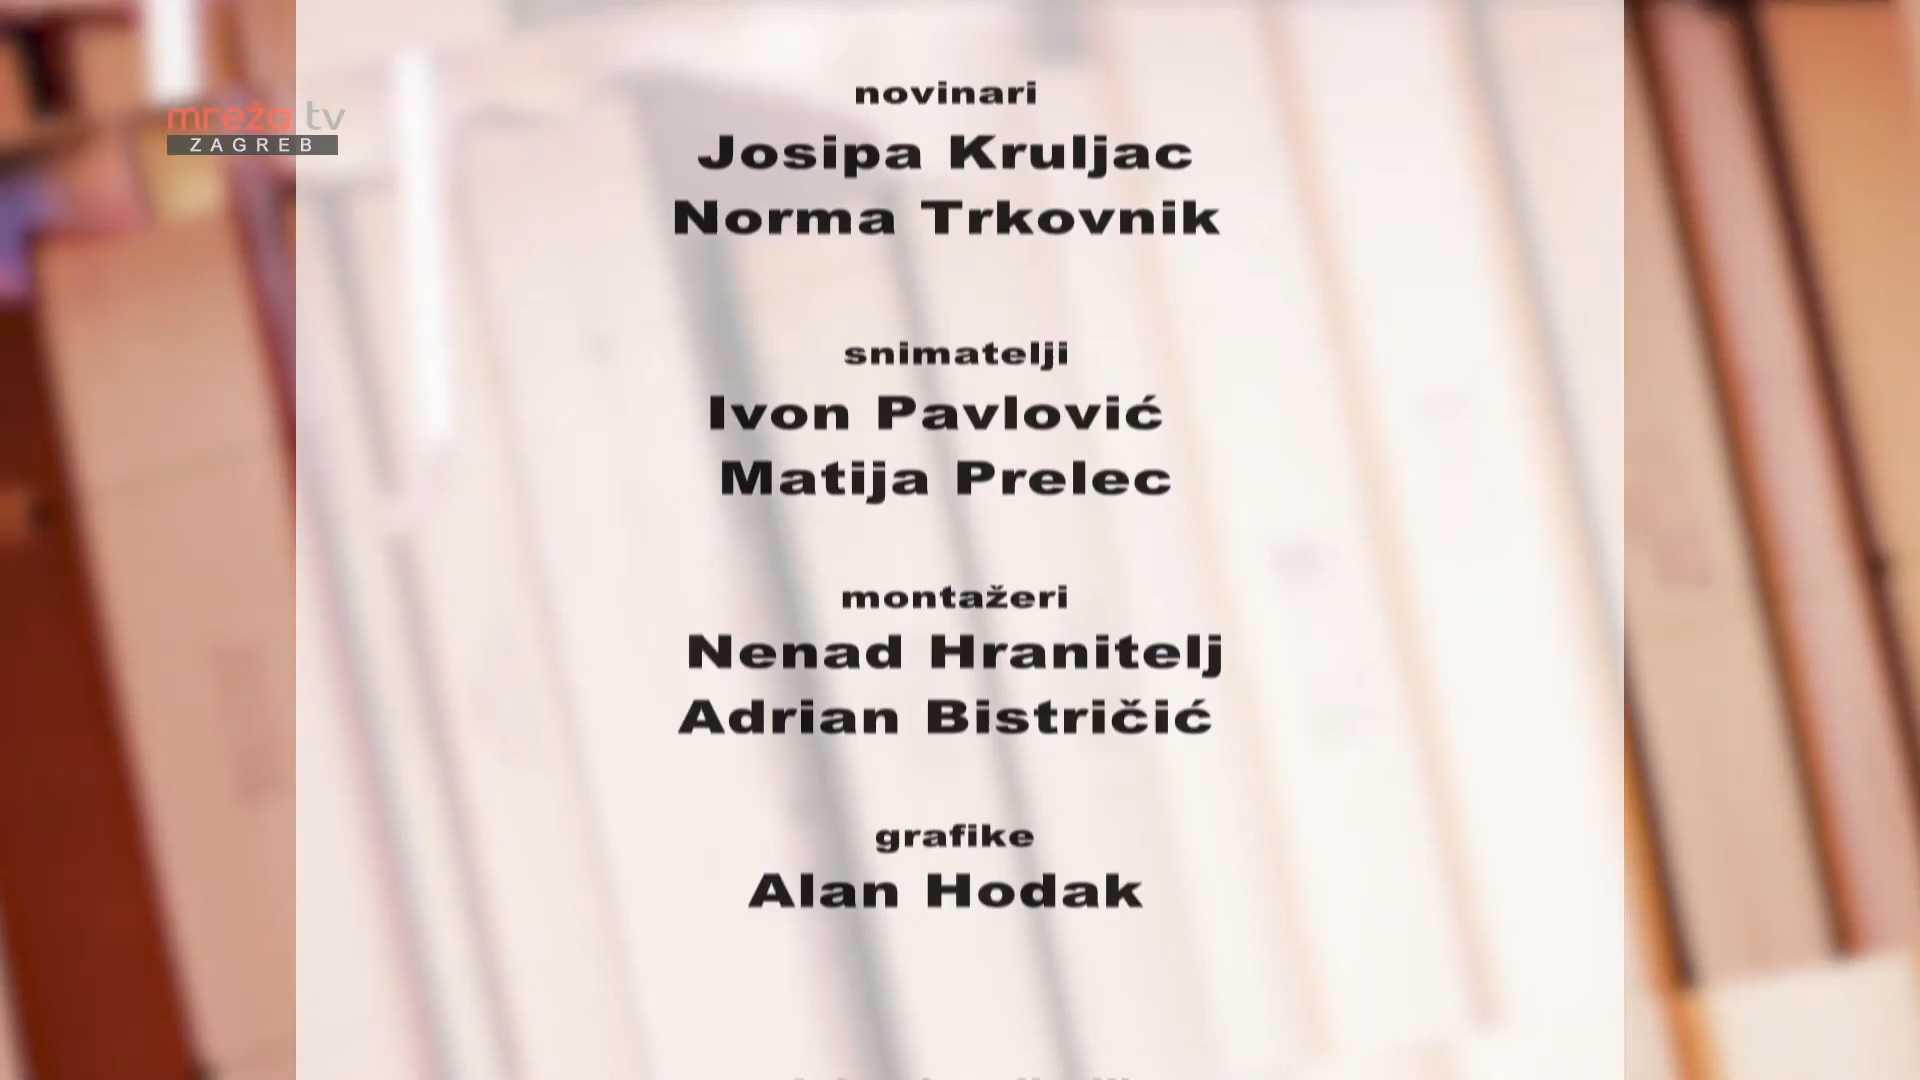 mreža tv
ZAGREB
novinari
Josipa Kruljac
Norma Trkovnik
snimatelji
Ivon Pavlović
Matija Prelec
montažeri
Nenad Hranitelj
Adrian Bistričić
grafike
Alan Hodak